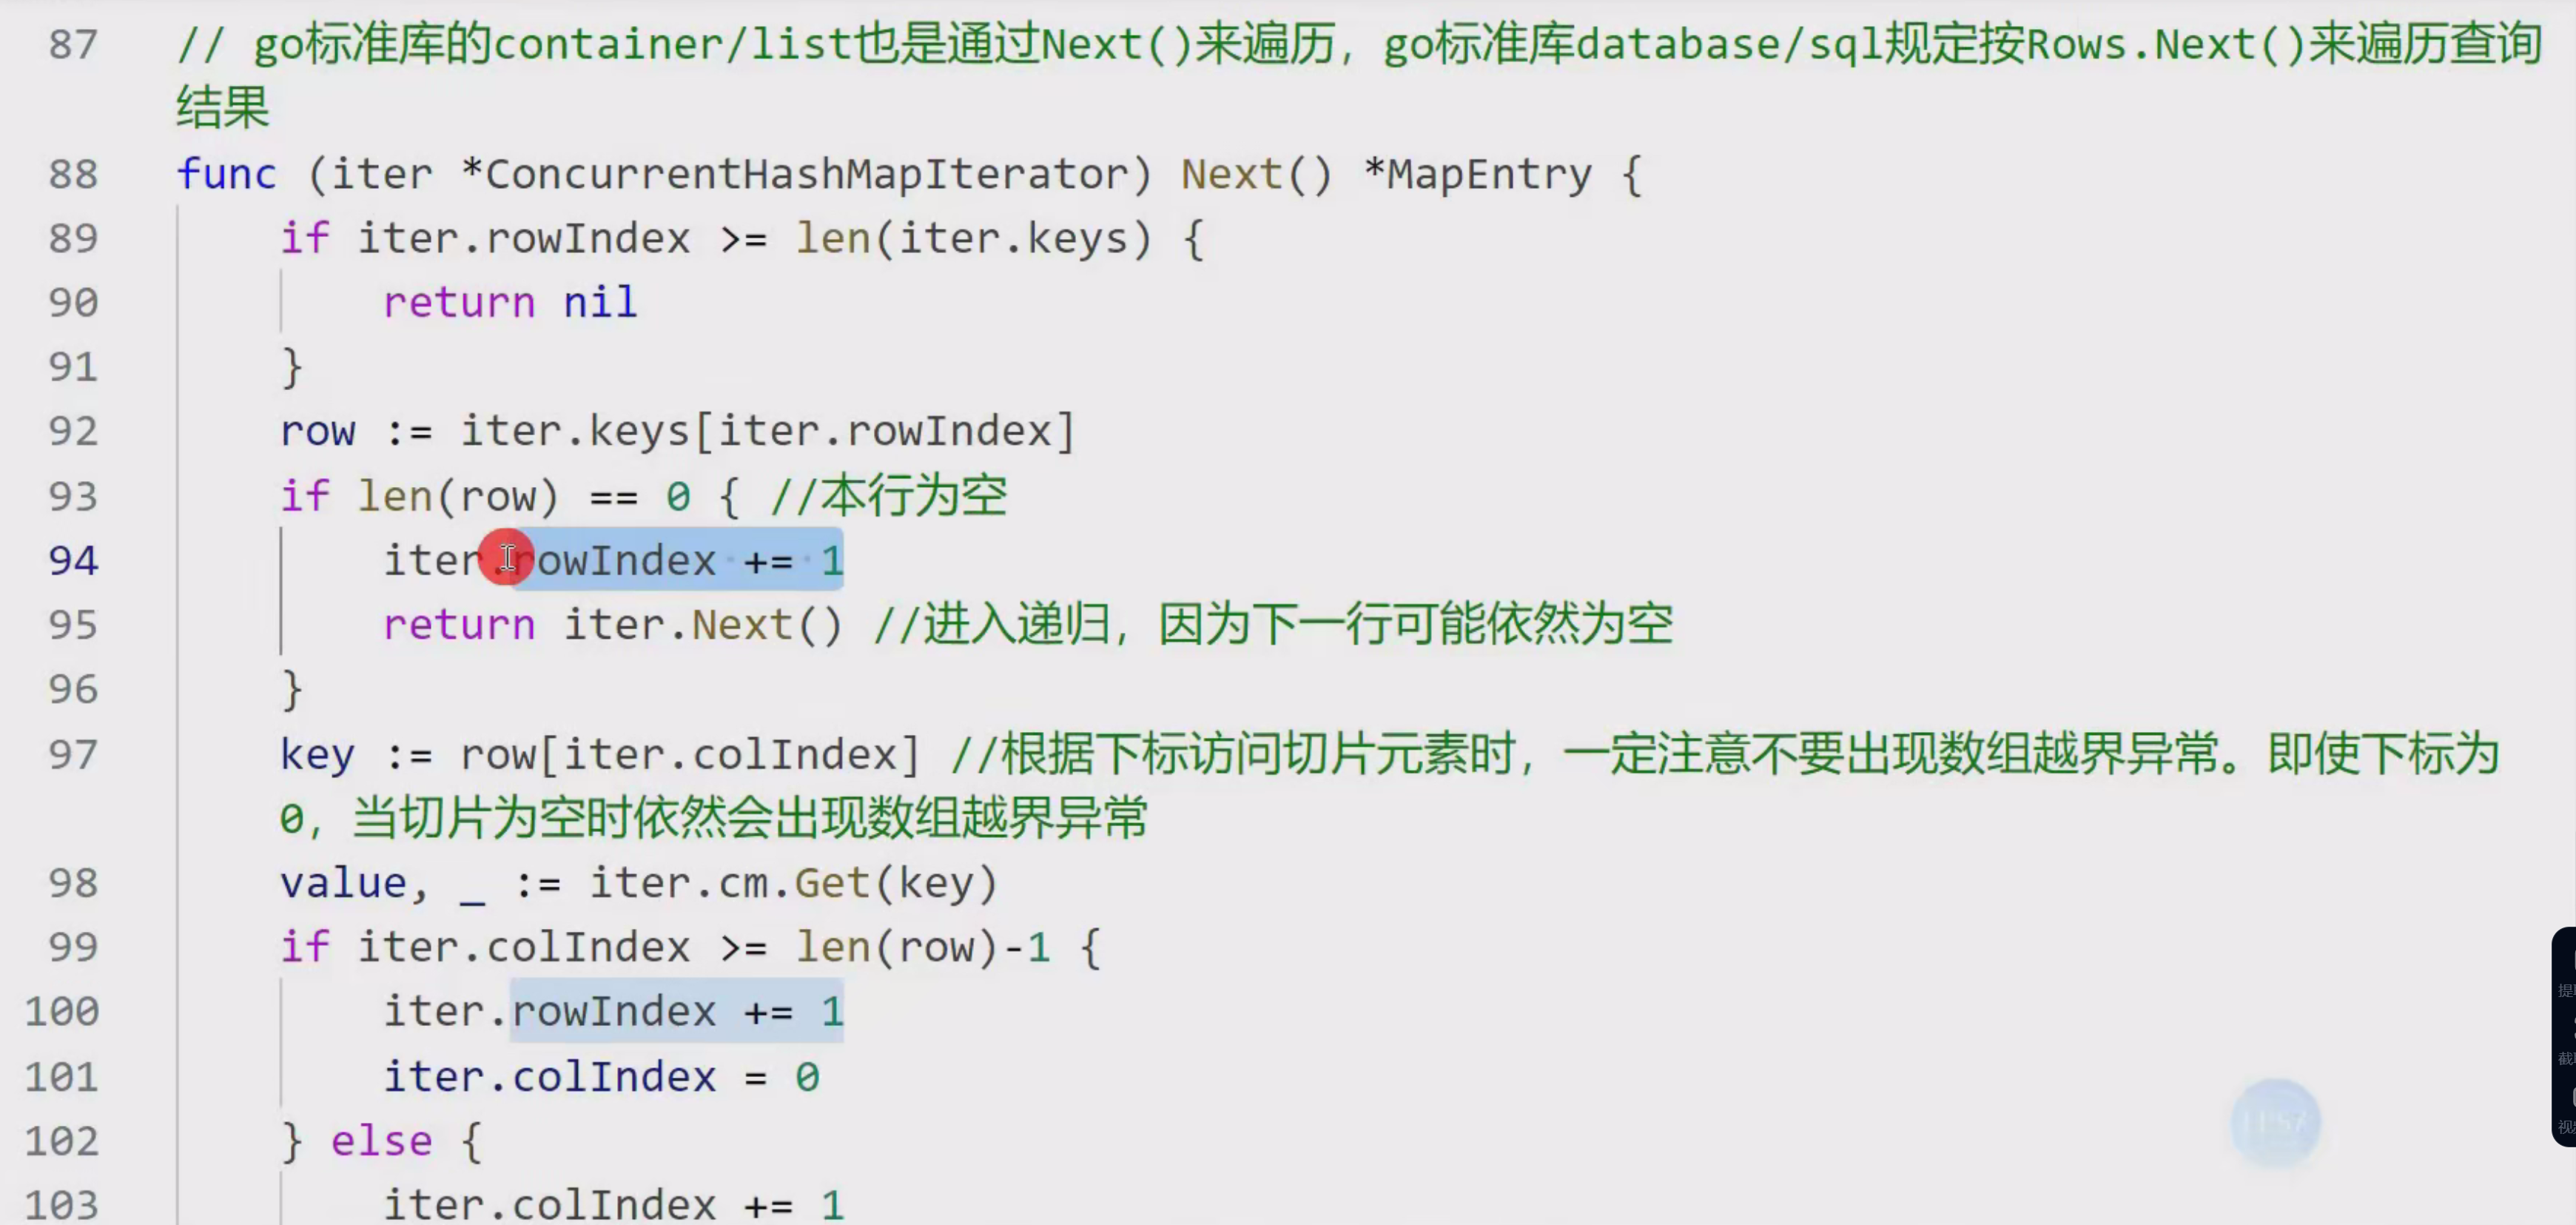 87 // go标准库的container/list也是通过Next()来遍历，go标准库database/sql规定按Rows.Next()来遍历查询
结果
88 func (iter *ConcurrentHashMapIterator) Next() *MapEntry {
89 if iter.rowIndex >= len(iter.keys) {
90 return nil
91 }
92 row := iter.keys[iter.rowIndex]
93 if len(row) == 0 { //本行为空
94 iter.rowIndex += 1
95 return iter.Next() //进入递归，因为下一行可能依然为空
96 }
97 key := row[iter.colIndex] //根据下标访问切片元素时，一定注意不要出现数组越界异常。即使下标为
0，当切片为空时依然会出现数组越界异常
98 value, _ := iter.cm.Get(key)
99 if iter.colIndex >= len(row)-1 {
100 iter.rowIndex += 1
101 iter.colIndex = 0
102 } else {
103 iter.colIndex += 1